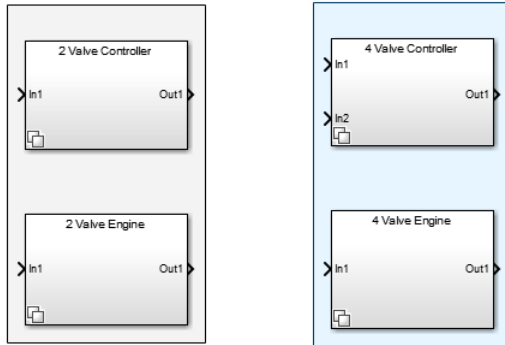 2 Valve Controller
In1
Out1
2 Valve Engine
In1
Out1
4 Valve Controller
In1
Out1
In2
4 Valve Engine
In1
Out1